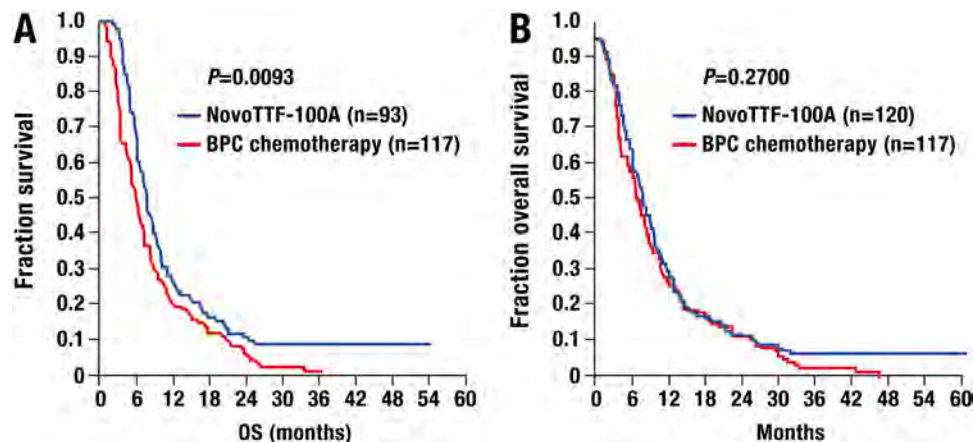 A
P=0.0093
NovoTTF-100A (n=93)
BPC chemotherapy (n=117)
Fraction survival
1.0
0.9
0.8
0.7
0.6
0.5
0.4
0.3
0.2
0.1
0
0 6 12 18 24 30 36 42 48 54 60
OS (months)
B
P=0.2700
NovoTTF-100A (n=120)
BPC chemotherapy (n=117)
Fraction overall survival
1.0
0.9
0.8
0.7
0.6
0.5
0.4
0.3
0.2
0.1
0
0 6 12 18 24 30 36 42 48 54 60
Months